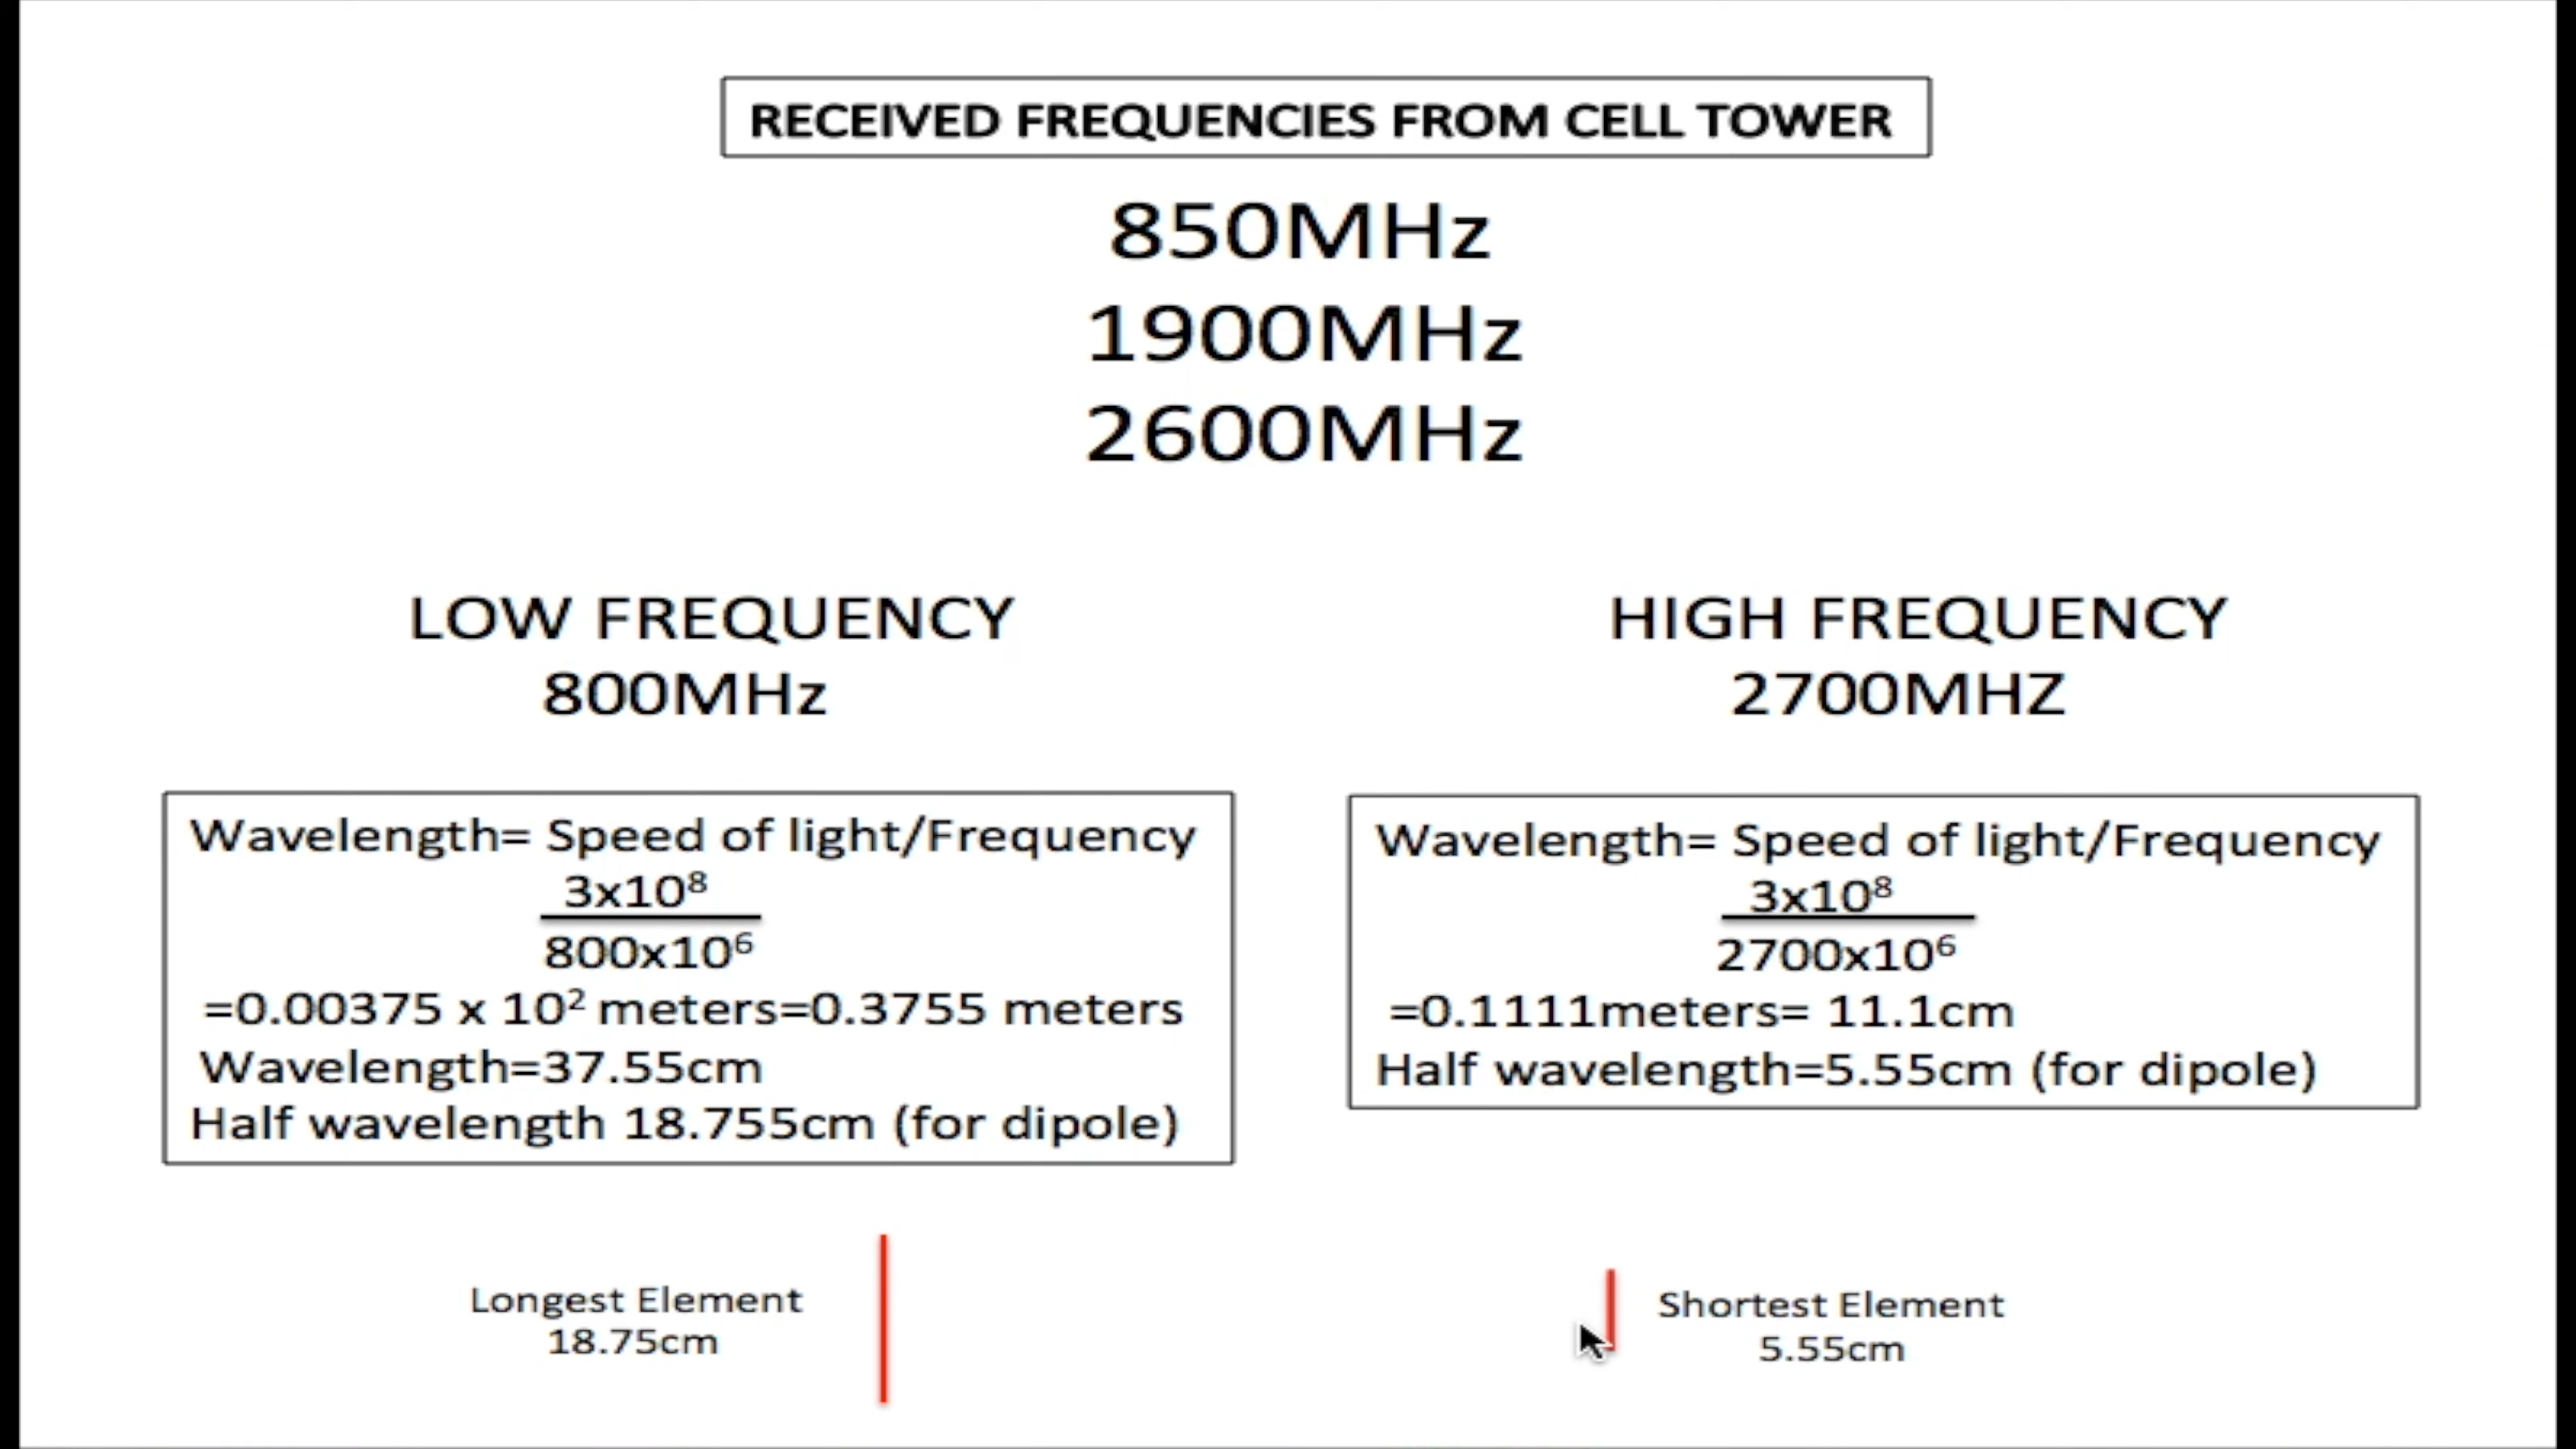 RECEIVED FREQUENCIES FROM CELL TOWER
850MHz
1900MHz
2600MHz
LOW FREQUENCY
800MHz
Wavelength= Speed of light/Frequency
3x10⁸
800x10⁶
=0.00375 x 10² meters=0.3755 meters
Wavelength=37.55cm
Half wavelength 18.755cm (for dipole)
Longest Element
18.75cm
HIGH FREQUENCY
2700MHZ
Wavelength= Speed of light/Frequency
3x10⁸
2700x10⁶
=0.1111meters= 11.1cm
Half wavelength=5.55cm (for dipole)
Shortest Element
5.55cm